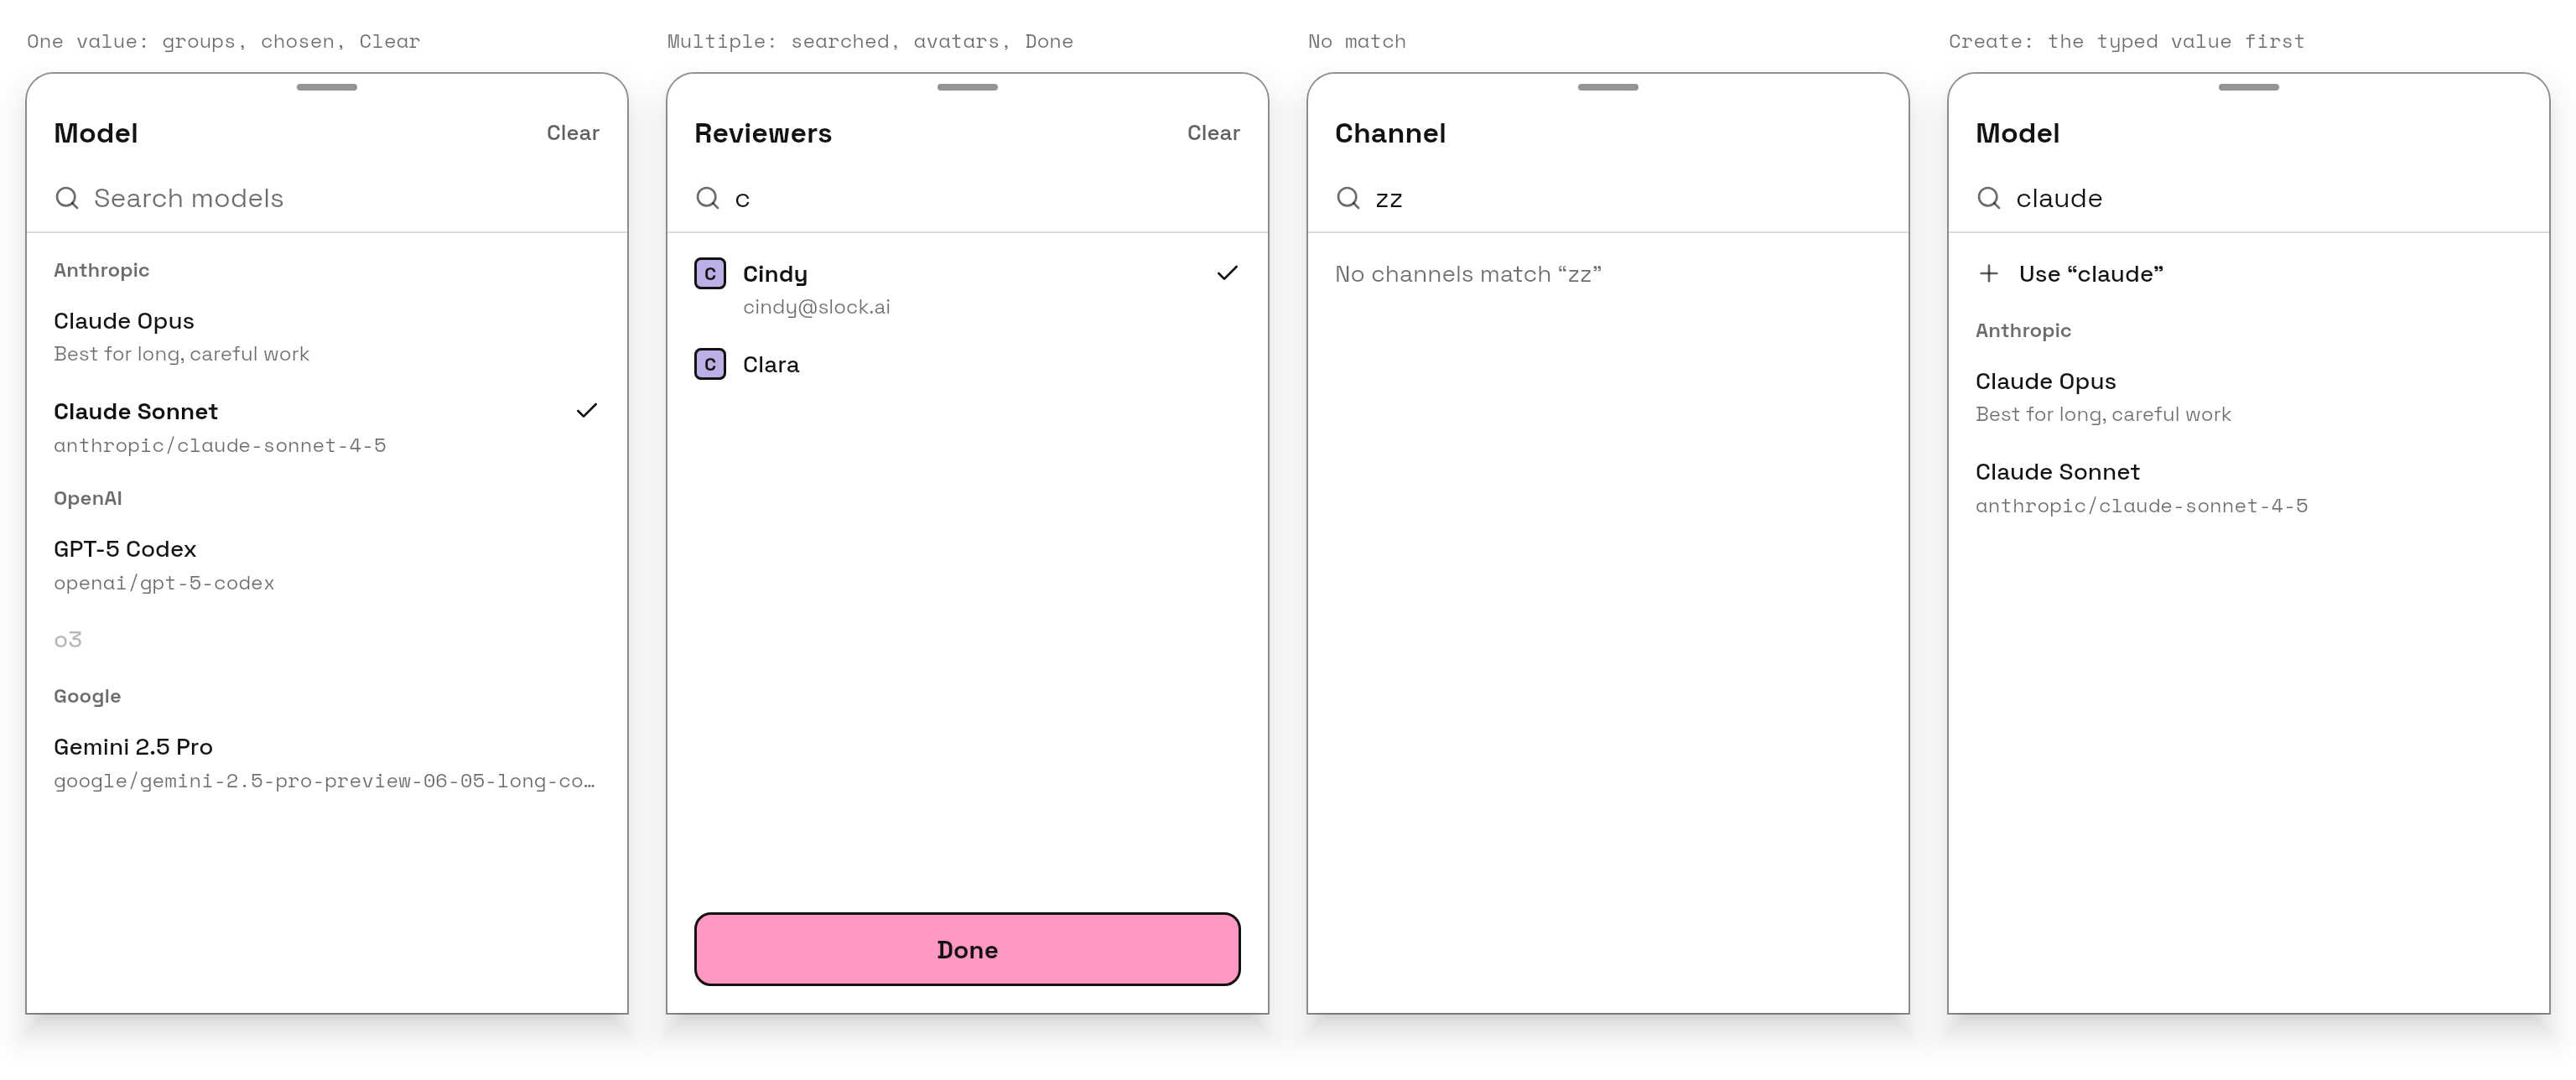 One value: groups, chosen, Clear
Model
Clear
Search models
Anthropic
Claude Opus
Best for long, careful work
Claude Sonnet
anthropic/claude-sonnet-4-5
OpenAI
GPT-5 Codex
openai/gpt-5-codex
o3
Google
Gemini 2.5 Pro
google/gemini-2.5-pro-preview-06-05-long-co…
Multiple: searched, avatars, Done
Reviewers
Clear
c
C Cindy
cindy@slock.ai
C Clara
Done
No match
Channel
zz
No channels match “zz”
Create: the typed value first
Model
claude
Use “claude”
Anthropic
Claude Opus
Best for long, careful work
Claude Sonnet
anthropic/claude-sonnet-4-5